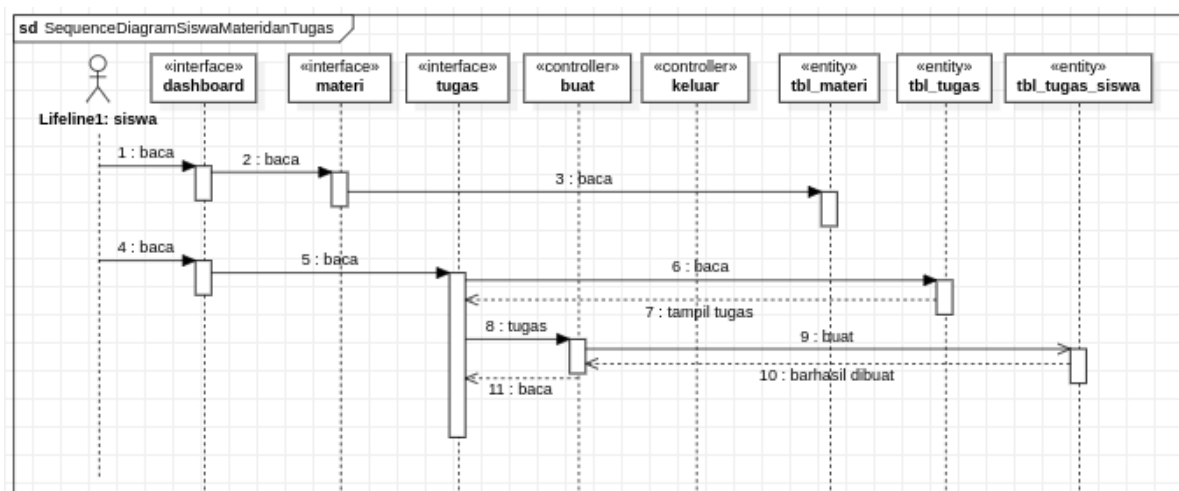 sd SequenceDiagramSiswaMateridanTugas
«interface» «interface» «interface» «controller» «controller» «entity» «entity» «entity»
dashboard materi tugas buat keluar tbl_materi tbl_tugas tbl_tugas_siswa
Lifeline1: siswa
1 : baca
2 : baca
3 : baca
4 : baca
5 : baca
6 : baca
7 : tampil tugas
8 : tugas
9 : buat
10 : barhasil dibuat
11 : baca